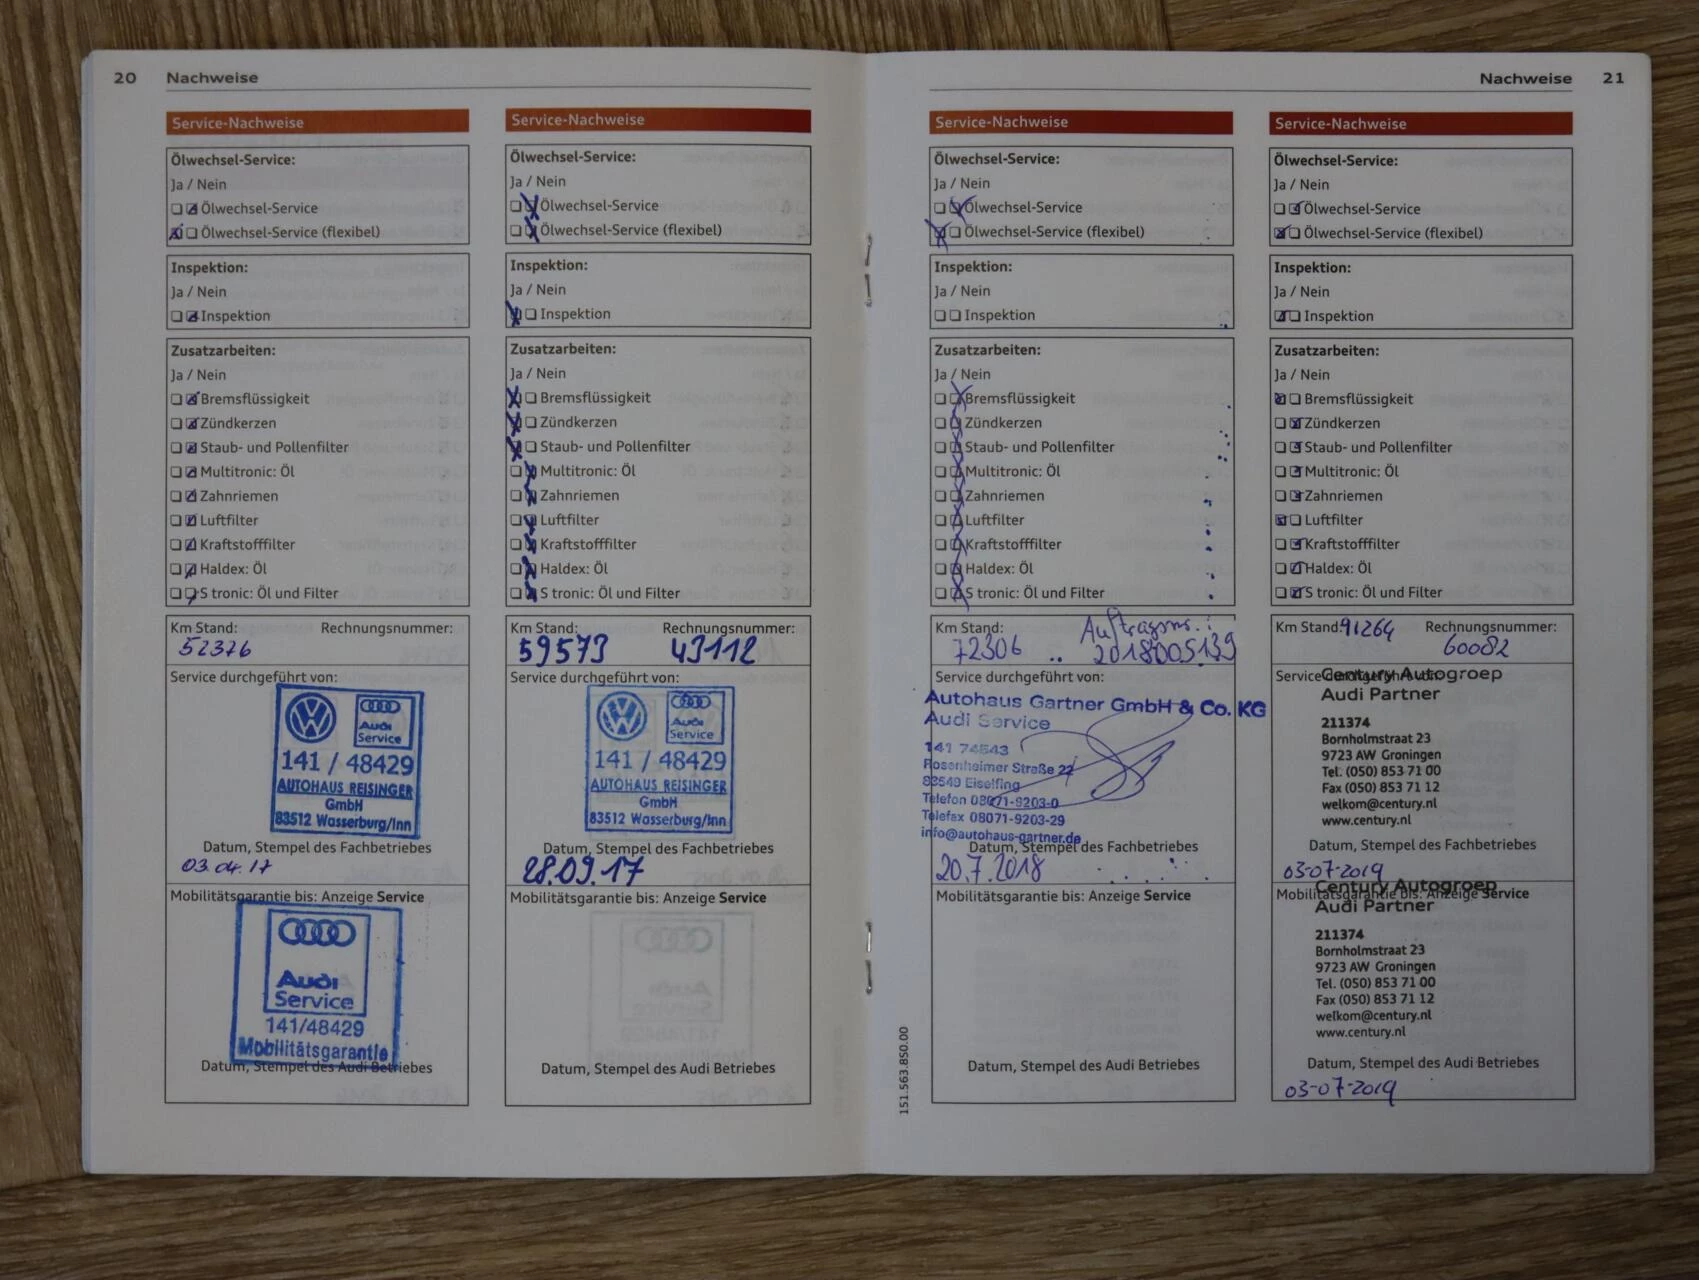 20 Nachweise
Service-Nachweise
Ölwechsel-Service:
Ja / Nein
Ölwechsel-Service
Ölwechsel-Service (flexibel)
Inspektion:
Ja / Nein
Inspektion
Zusatzarbeiten:
Ja / Nein
Bremsflüssigkeit
Zündkerzen
Staub- und Pollenfilter
Multitronic: Öl
Zahnriemen
Luftfilter
Kraftstofffilter
Haldex: Öl
S tronic: Öl und Filter
Km Stand: Rechnungsnummer:
52326
Service durchgeführt von:
Audi
Service
141 / 48429
AUTOHAUS REISINGER
GmbH
83512 Wasserburg/Inn
Datum, Stempel des Fachbetriebes
03.04.17
Mobilitätsgarantie bis: Anzeige Service
Audi
Service
141/48429
Mobilitätsgarantie
Datum, Stempel des Audi Betriebes
Service-Nachweise
Ölwechsel-Service:
Ja / Nein
Ölwechsel-Service
Ölwechsel-Service (flexibel)
Inspektion:
Ja / Nein
Inspektion
Zusatzarbeiten:
Ja / Nein
Bremsflüssigkeit
Zündkerzen
Staub- und Pollenfilter
Multitronic: Öl
Zahnriemen
Luftfilter
Kraftstofffilter
Haldex: Öl
S tronic: Öl und Filter
Km Stand: Rechnungsnummer:
59573 43112
Service durchgeführt von:
Audi
Service
141 / 48429
AUTOHAUS REISINGER
GmbH
83512 Wasserburg/Inn
Datum, Stempel des Fachbetriebes
28.09.17
Mobilitätsgarantie bis: Anzeige Service
Datum, Stempel des Audi Betriebes
Nachweise 21
Service-Nachweise
Ölwechsel-Service:
Ja / Nein
Ölwechsel-Service
Ölwechsel-Service (flexibel)
Inspektion:
Ja / Nein
Inspektion
Zusatzarbeiten:
Ja / Nein
Bremsflüssigkeit
Zündkerzen
Staub- und Pollenfilter
Multitronic: Öl
Zahnriemen
Luftfilter
Kraftstofffilter
Haldex: Öl
S tronic: Öl und Filter
Km Stand: Auftragsnr.:
72306 2018005139
Service durchgeführt von:
Autohaus Gartner GmbH & Co. KG
Audi Service
141 74543
Rosenheimer Straße 22
83549 Eiselfing
Telefon 08071-9203-0
Telefax 08071-9203-29
info@autohaus-gartner.de
Datum, Stempel des Fachbetriebes
20.7.2018
Mobilitätsgarantie bis: Anzeige Service
Datum, Stempel des Audi Betriebes
151.563.850.00
Service-Nachweise
Ölwechsel-Service:
Ja / Nein
Ölwechsel-Service
Ölwechsel-Service (flexibel)
Inspektion:
Ja / Nein
Inspektion
Zusatzarbeiten:
Ja / Nein
Bremsflüssigkeit
Zündkerzen
Staub- und Pollenfilter
Multitronic: Öl
Zahnriemen
Luftfilter
Kraftstofffilter
Haldex: Öl
S tronic: Öl und Filter
Km Stand: 91264 Rechnungsnummer:
60082
Service durchgeführt von:
Century Autogroep
Audi Partner
211374
Bornholmstraat 23
9723 AW Groningen
Tel. (050) 853 71 00
Fax (050) 853 71 12
welkom@century.nl
www.century.nl
Datum, Stempel des Fachbetriebes
03-07-2019
Mobilitätsgarantie bis: Anzeige Service
Century Autogroep
Audi Partner
211374
Bornholmstraat 23
9723 AW Groningen
Tel. (050) 853 71 00
Fax (050) 853 71 12
welkom@century.nl
www.century.nl
Datum, Stempel des Audi Betriebes
03-07-2019